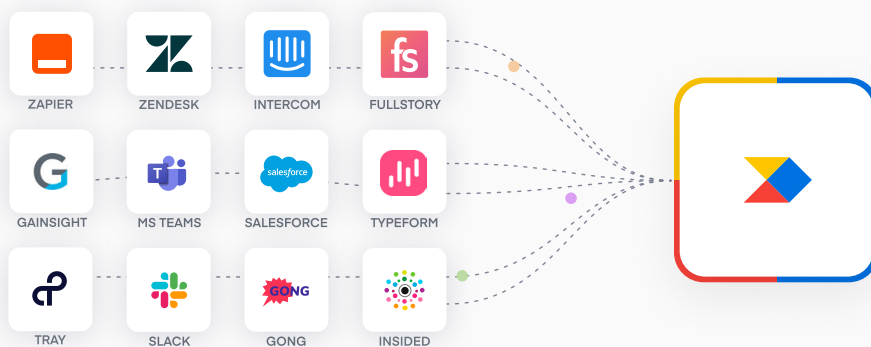 fs
ZAPIER
ZENDESK
INTERCOM
FULLSTORY
T
salesforce
GAINSIGHT
MS TEAMS
SALESFORCE
TYPEFORM
GONG
TRAY
SLACK
GONG
INSIDED